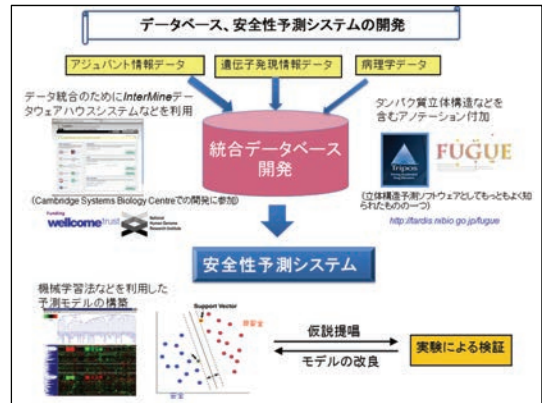 データベース、安全性予測システムの開発
アジュバント情報データ
遺伝子発現情報データ
病理学データ
データ統合のためにInterMineデー
タウェアハウスシステムなどを利用
タンパク質立体構造などを
含むアノテーション付加
統合データベース
開発
Tripos
FUGUE
(Cambridge Systems Biology Centreでの開発に参加)
(立体構造予測ソフトウェアとしてもっともよく知
られたものの一つ)
Funding
wellcome trust
National
Human Genome
Research Institute
http://tardis.nibio.go.jp/fugue
安全性予測システム
機械学習法などを利用した
予測モデルの構築
Support Vector
安全
仮説提唱
モデルの改良
実験による検証